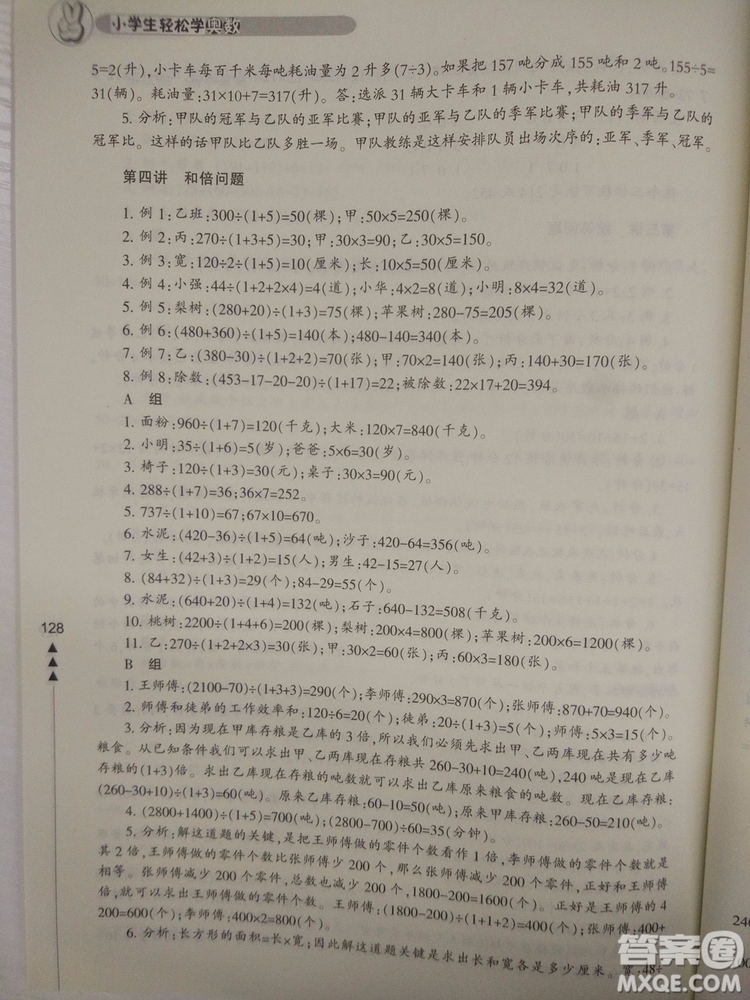 小学生轻松学奥数
5=2(升),小卡车每百千米每吨耗油量为 2 升多(7÷3)。如果把 157 吨分成 155 吨和 2 吨。155÷5=
31(辆)。耗油量:31×10+7=317(升)。答:选派 31 辆大卡车和 1 辆小卡车,共耗油 317 升。
5. 分析:甲队的冠军与乙队的亚军比赛;甲队的亚军与乙队的季军比赛;甲队的季军与乙队的
冠军比。这样的话甲队比乙队多胜一场。甲队教练是这样安排队员出场次序的:亚军、季军、冠军。
第四讲 和倍问题
1. 例 1:乙班:300÷(1+5)=50(棵);甲:50×5=250(棵)。
2. 例 2:丙:270÷(1+3+5)=30;甲:30×3=90;乙:30×5=150。
3. 例 3:宽:120÷2÷(1+5)=10(厘米);长:10×5=50(厘米)。
4. 例 4:小强:44÷(1+2+2×4)=4(道);小华:4×2=8(道);小明:8×4=32(道)。
5. 例 5:梨树:(280+20)÷(1+3)=75(棵);苹果树:280-75=205(棵)。
6. 例 6:(480+360)÷(1+5)=140(本);480-140=340(本)。
7. 例 7:乙:(380-30)÷(1+2+2)=70(张);甲:70×2=140(张);丙:140+30=170(张)。
8. 例 8:除数:(453-17-20-20)÷(1+17)=22;被除数:22×17+20=394。
A 组
1. 面粉:960÷(1+7)=120(千克);大米:120×7=840(千克)。
2. 小明:35÷(1+6)=5(岁);爸爸:5×6=30(岁)。
3. 椅子:120÷(1+3)=30(元);桌子:30×3=90(元)。
4. 288÷(1+7)=36;36×7=252。
5. 737÷(1+10)=67;67×10=670。
6. 水泥:(420-36)÷(1+5)=64(吨);沙子:420-64=356(吨)。
7. 女生:(42+3)÷(1+2)=15(人);男生:42-15=27(人)。
8. (84+32)÷(1+3)=29(个);84-29=55(个)。
9. 水泥:(640+20)÷(1+4)=132(吨);石子:640-132=508(千克)。
10. 桃树:2200÷(1+4+6)=200(棵);梨树:200×4=800(棵);苹果树:200×6=1200(棵)。
11. 乙:270÷(1+2+2×3)=30(张);甲:30×2=60(张);丙:60×3=180(张)。
128
B 组
1. 王师傅:(2100-70)÷(1+3+3)=290(个);李师傅:290×3=870(个);张师傅:870+70=940(个)。
2. 师傅和徒弟的工作效率和:120÷6=20(个);徒弟:20÷(1+3)=5(个);师傅:5×3=15(个)。
3. 分析:因为现在甲库存粮是乙库的 3 倍,所以我们必须先求出甲、乙两库现在共有多少吨
粮食。从已知条件我们可以求出甲、乙两库现在存粮共 260-30+10=240(吨),240 吨是乙库现在
存粮的(1+3)倍。求出乙库现在存粮的吨数就可以求出乙库原来粮食的吨数。现在乙库存粮:
(260-30+10)÷(1+3)=60(吨)。原来乙库存粮:60-10=50(吨);原来甲库存粮:260-50=210(吨)。
4. (2800+1400)÷(1+5)=700(吨);(2800-700)÷60=35(分钟)。
5. 分析:解这道题的关键,是把王师傅做的零件个数看作 1 倍,李师傅做的零件个数就是
其 2 倍,王师傅做的零件个数比张师傅少 200 个,那么张师傅减少 200 个零件,正好和王师傅
相等。张师傅减少 200 个零件,总数也减少 200 个,1800-200=1600(个)。正好是王师傅的 4
倍,就可以求出王师傅做的零件个数。王师傅:(1800-200)÷(1+1+2)=400(个);张师傅:400+
200=600(个);李师傅:400×2=800(个)。
6. 分析:长方形的面积=长×宽;因此解这道题关键是求出长和宽各是多少厘米。宽:48÷
答案圈
MXQE.COM